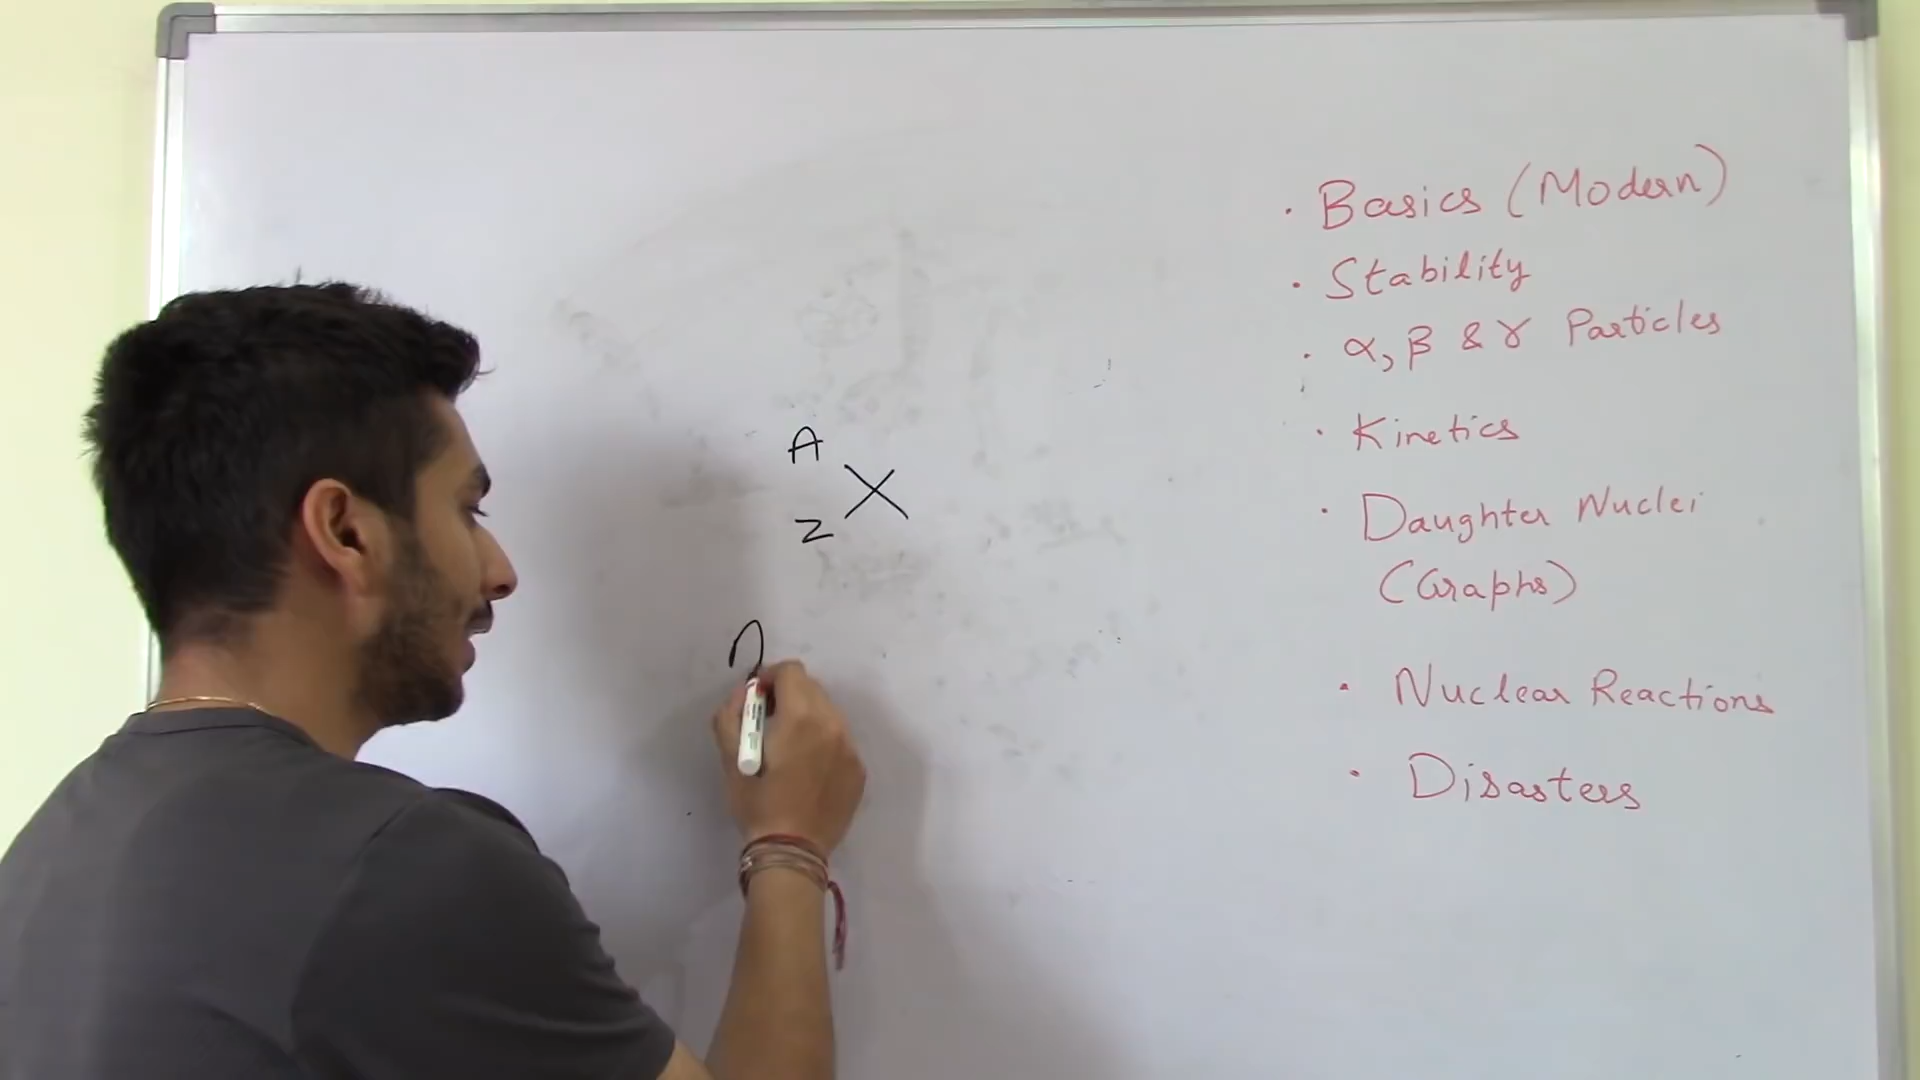 A
X
Z
• Basics (Modern)
• Stability
• α, β & γ Particles
• Kinetics
• Daughter Nuclei
(Graphs)
• Nuclear Reactions
• Disasters